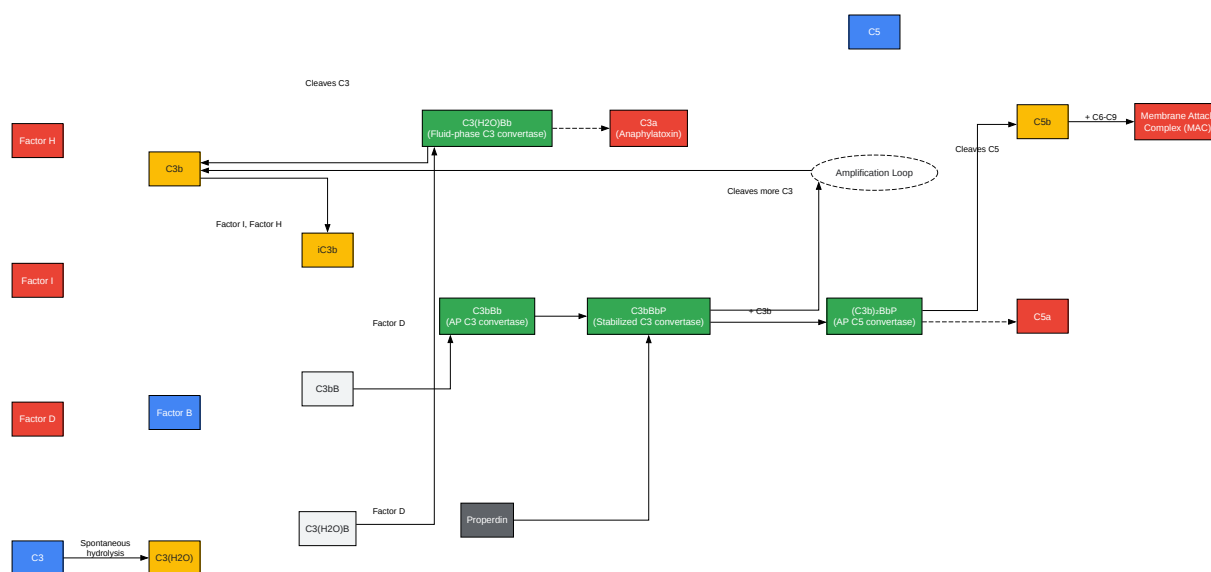 C5
Cleaves C3
C3(H2O)Bb
(Fluid-phase C3 convertase)
C3a
(Anaphylatoxin)
C5b
+ C6-C9
Membrane Attack
Complex (MAC)
Factor H
C3b
Cleaves C5
Amplification Loop
Cleaves more C3
Factor I, Factor H
iC3b
Factor I
C3bBb
(AP C3 convertase)
C3bBbP
(Stabilized C3 convertase)
+ C3b
(C3b)₂BbP
(AP C5 convertase)
C5a
Factor D
C3bB
Factor D
Factor B
C3(H2O)B
Factor D
Properdin
C3
Spontaneous
hydrolysis
C3(H2O)